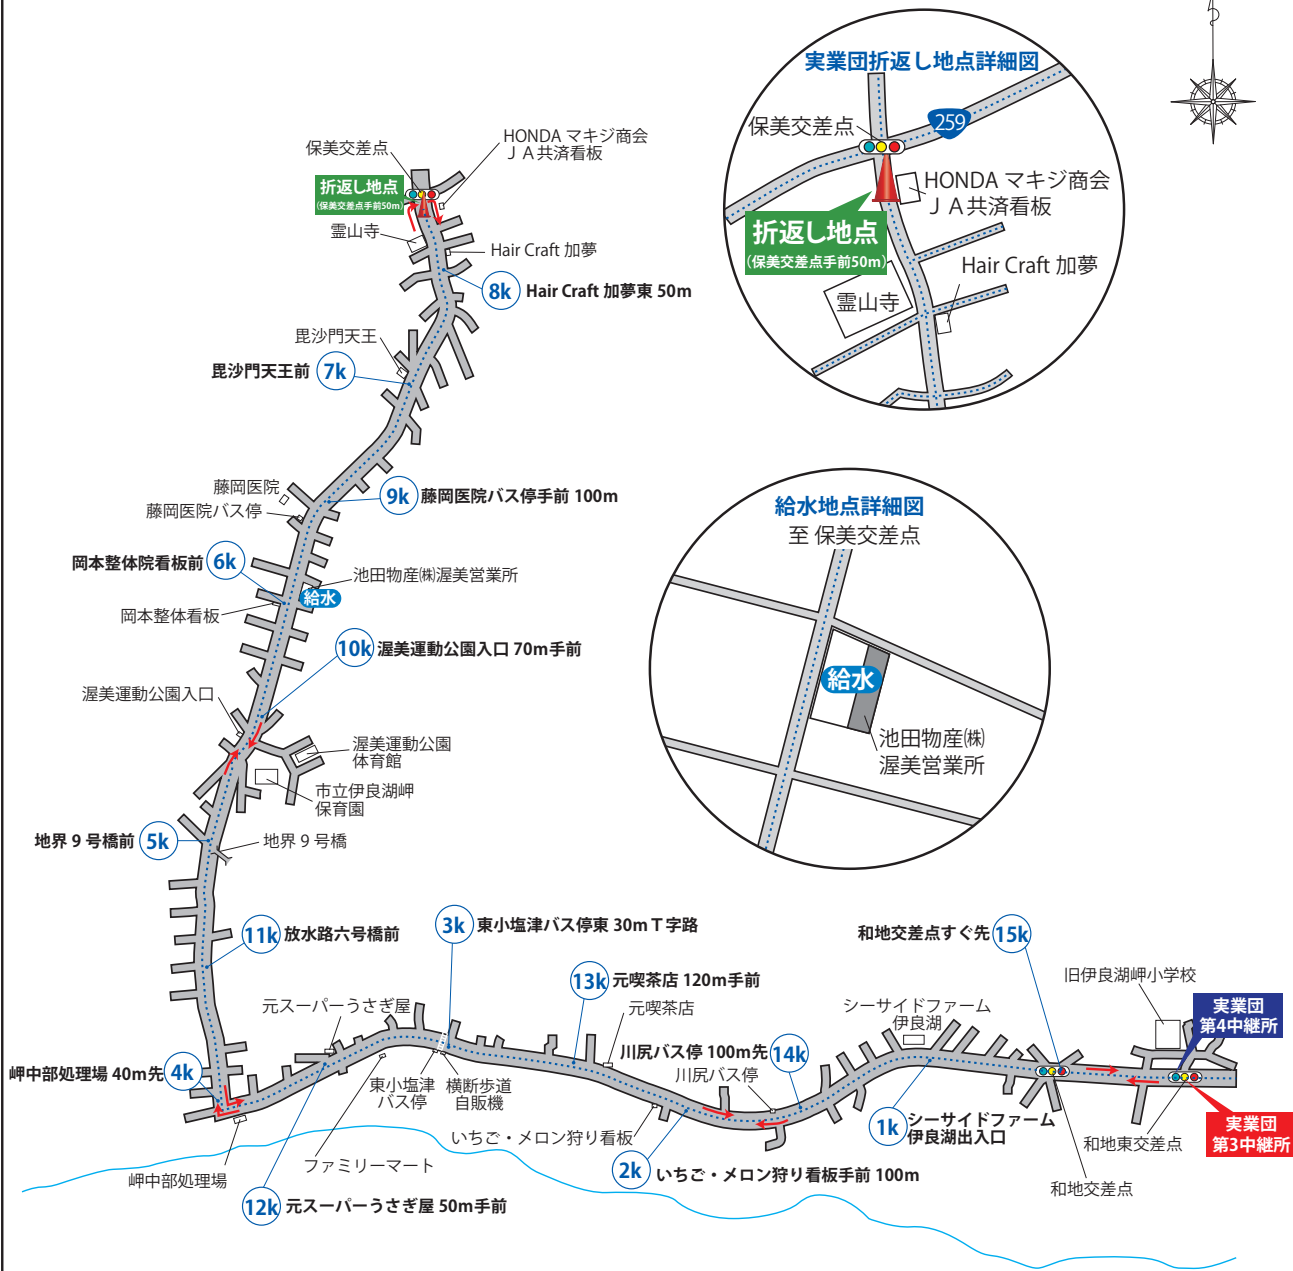 実業団折返し地点詳細図
保美交差点
259
HONDA マキジ商会
ＪＡ共済看板
折返し地点
(保美交差点手前50m)
Hair Craft 加夢
霊山寺
保美交差点
HONDA マキジ商会
ＪＡ共済看板
折返し地点
(保美交差点手前50m)
霊山寺
Hair Craft 加夢
8k Hair Craft 加夢東 50m
毘沙門天王
毘沙門天王前 7k
9k 藤岡医院バス停手前 100m
藤岡医院
藤岡医院バス停
岡本整体院看板前 6k
池田物産㈱渥美営業所
給水
岡本整体看板
10k 渥美運動公園入口 70m手前
渥美運動公園入口
渥美運動公園
体育館
市立伊良湖岬
保育園
地界 9 号橋前 5k
地界 9 号橋
給水地点詳細図
至 保美交差点
給水
池田物産㈱
渥美営業所
11k 放水路六号橋前
3k 東小塩津バス停東 30mＴ字路
和地交差点すぐ先 15k
13k 元喫茶店 120m手前
元喫茶店
旧伊良湖岬小学校
元スーパーうさぎ屋
シーサイドファーム
伊良湖
実業団
第4中継所
岬中部処理場 40m先 4k
川尻バス停 100m先 14k
川尻バス停
東小塩津
バス停
横断歩道
自販機
1k シーサイドファーム
伊良湖出入口
実業団
第3中継所
いちご・メロン狩り看板
和地東交差点
ファミリーマート
岬中部処理場
2k いちご・メロン狩り看板手前 100m
和地交差点
12k 元スーパーうさぎ屋 50m手前